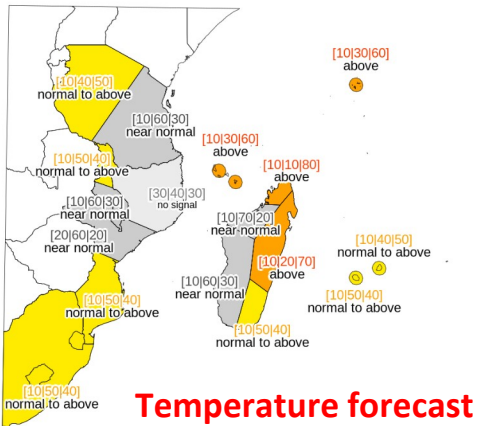 [10|30|60]
above
[10|40|50]
normal to above
[10|60|30]
near normal
[10|30|60]
above
[10|50|40]
normal to above
[10|10|80]
above
[30|40|30]
no signal
[10|60|30]
near normal
[10|70|20]
near normal
[20|60|20]
near normal
[10|40|50]
normal to above
[10|20|70]
above
[10|60|30]
near normal
[10|50|40]
normal to above
[10|50|40]
normal to above
[10|50|40]
normal to above
[10|50|40]
normal to above
Temperature forecast